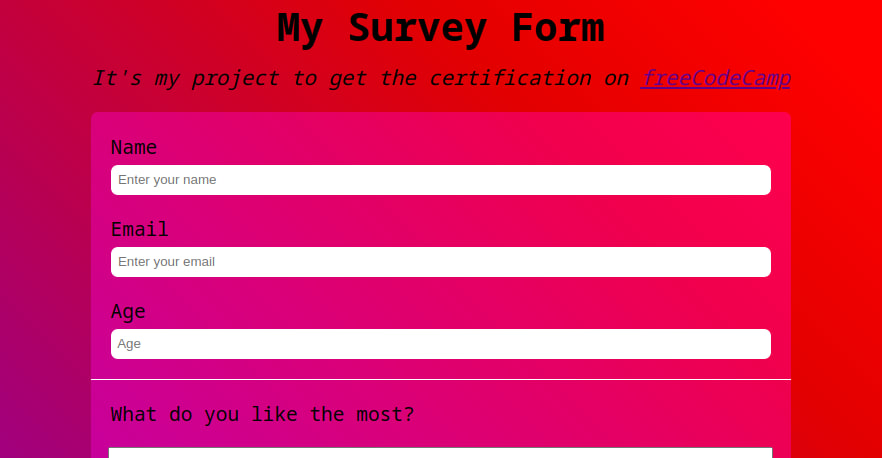 My Survey Form
It's my project to get the certification on freeCodeCamp
Name
Enter your name
Email
Enter your email
Age
Age
What do you like the most?